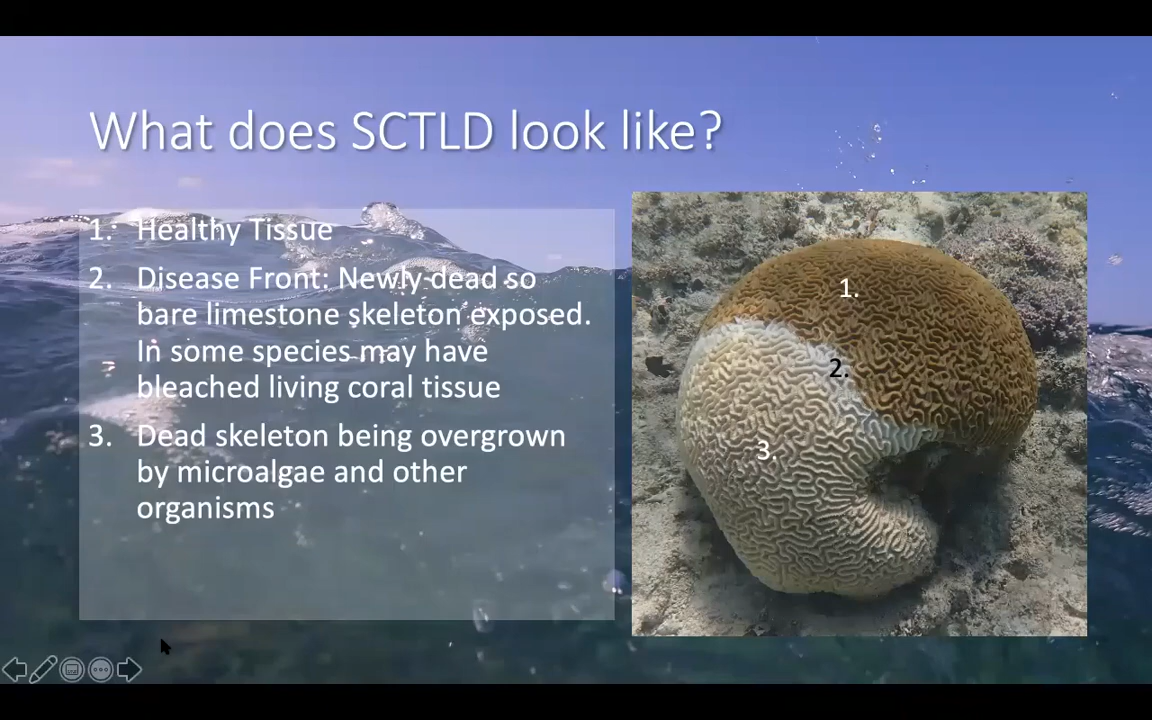 What does SCTLD look like?
1. Healthy Tissue
2. Disease Front: Newly dead so
bare limestone skeleton exposed.
In some species may have
bleached living coral tissue
3. Dead skeleton being overgrown
by microalgae and other
organisms
1.
2.
3.